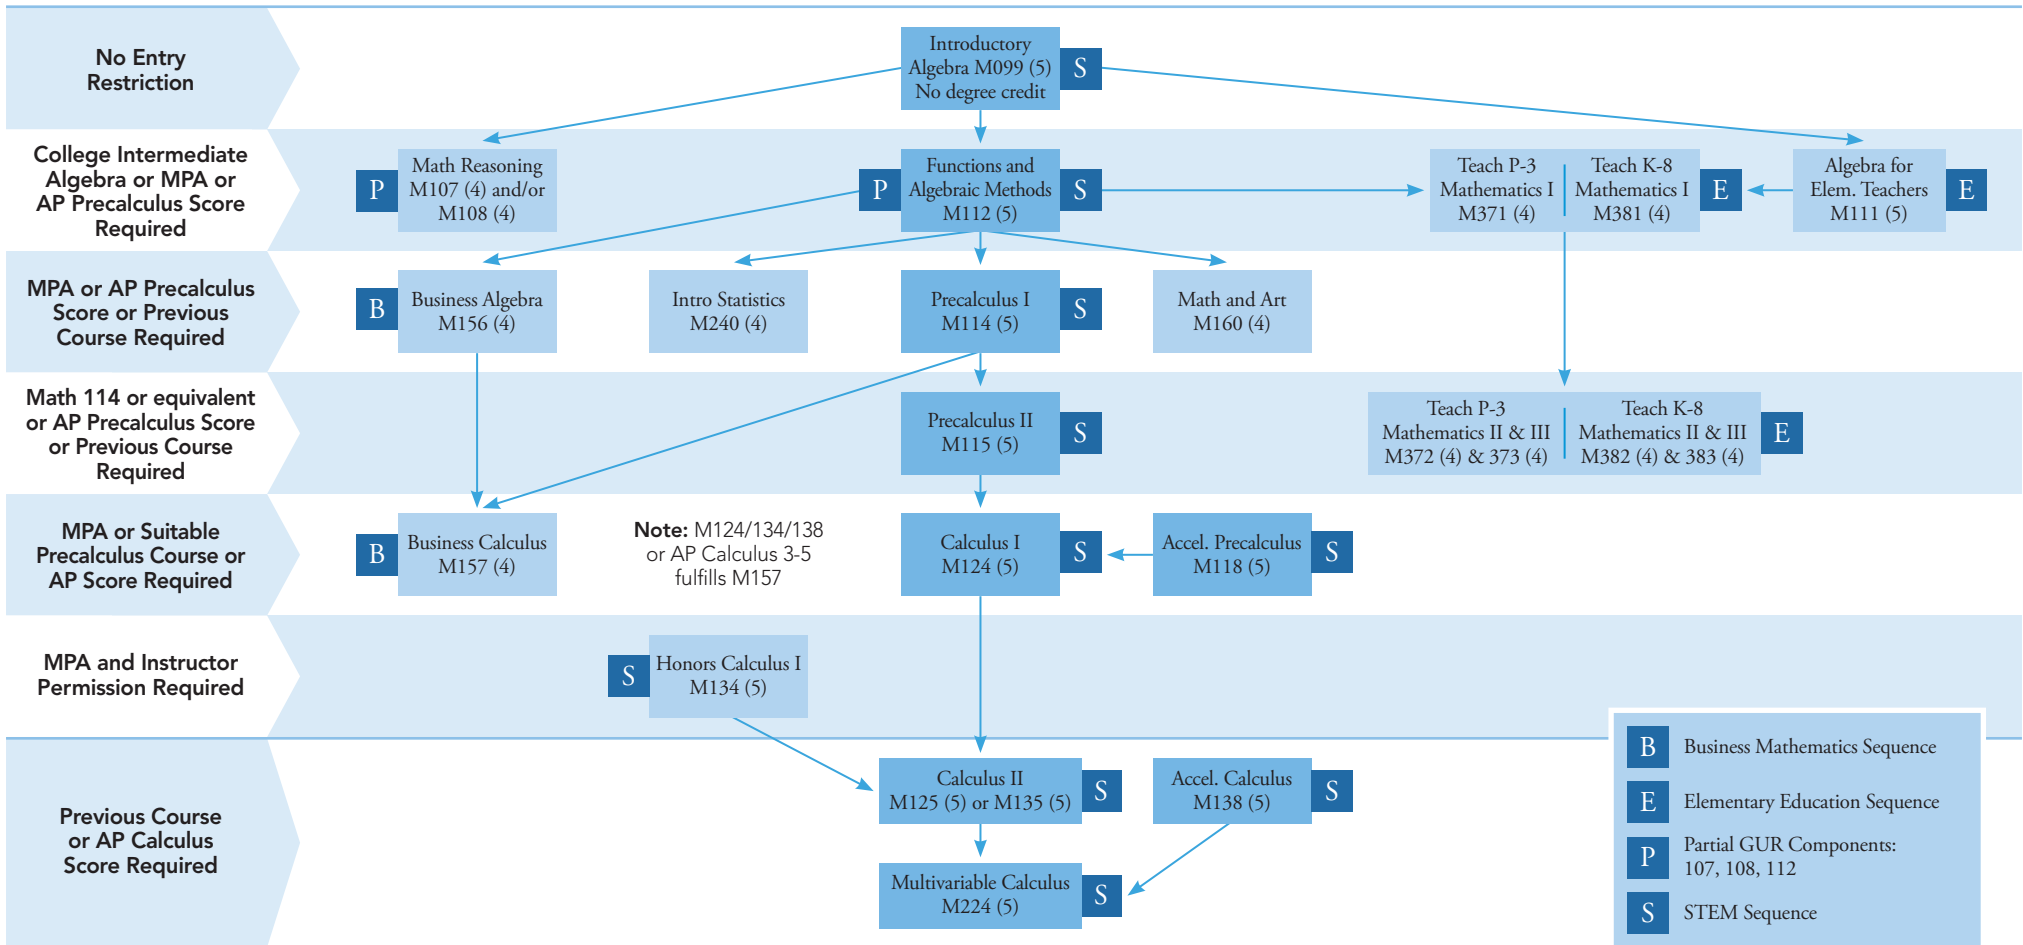 No Entry
Restriction
Introductory
Algebra M099 (5)
No degree credit
S
College Intermediate
Algebra or MPA or
AP Precalculus Score
Required
P
Math Reasoning
M107 (4) and/or
M108 (4)
P
Functions and
Algebraic Methods
M112 (5)
S
Teach P-3
Mathematics I
M371 (4)
Teach K-8
Mathematics I
M381 (4)
E
Algebra for
Elem. Teachers
M111 (5)
E
MPA or AP Precalculus
Score or Previous
Course Required
B
Business Algebra
M156 (4)
Intro Statistics
M240 (4)
Precalculus I
M114 (5)
S
Math and Art
M160 (4)
Math 114 or equivalent
or AP Precalculus Score
or Previous Course
Required
Precalculus II
M115 (5)
S
Teach P-3
Mathematics II & III
M372 (4) & 373 (4)
Teach K-8
Mathematics II & III
M382 (4) & 383 (4)
E
MPA or Suitable
Precalculus Course or
AP Score Required
B
Business Calculus
M157 (4)
Note: M124/134/138
or AP Calculus 3-5
fulfills M157
Calculus I
M124 (5)
S
Accel. Precalculus
M118 (5)
S
MPA and Instructor
Permission Required
S
Honors Calculus I
M134 (5)
Previous Course
or AP Calculus
Score Required
Calculus II
M125 (5) or M135 (5)
S
Accel. Calculus
M138 (5)
S
Multivariable Calculus
M224 (5)
S
B
Business Mathematics Sequence
E
Elementary Education Sequence
P
Partial GUR Components:
107, 108, 112
S
STEM Sequence